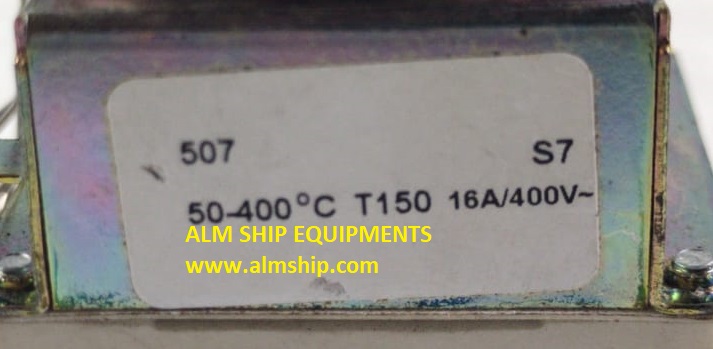 507 S7
50-400°C T150 16A/400V~
ALM SHIP EQUIPMENTS
www.almship.com